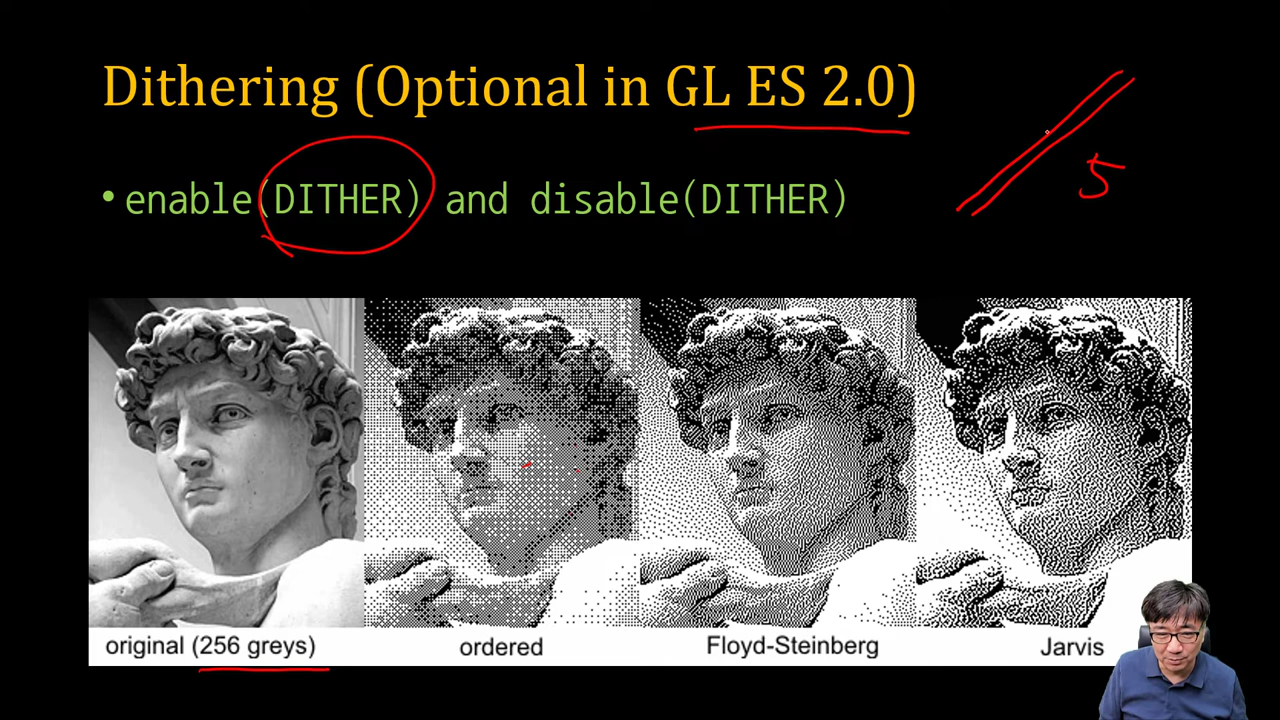 Dithering (Optional in GL ES 2.0)
5
• enable(DITHER) and disable(DITHER)
original (256 greys)
ordered
Floyd-Steinberg
Jarvis